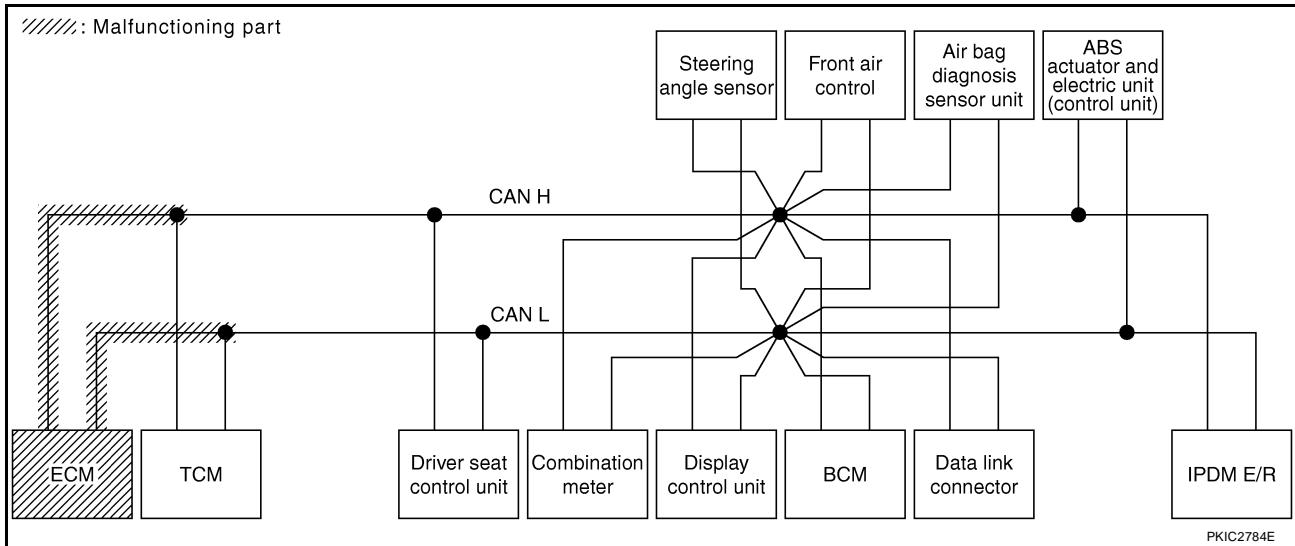 : Malfunctioning part
Steering
angle sensor
Front air
control
Air bag
diagnosis
sensor unit
ABS
actuator and
electric unit
(control unit)
CAN H
CAN L
ECM
TCM
Driver seat
control unit
Combination
meter
Display
control unit
BCM
Data link
connector
IPDM E/R
PKIC2784E